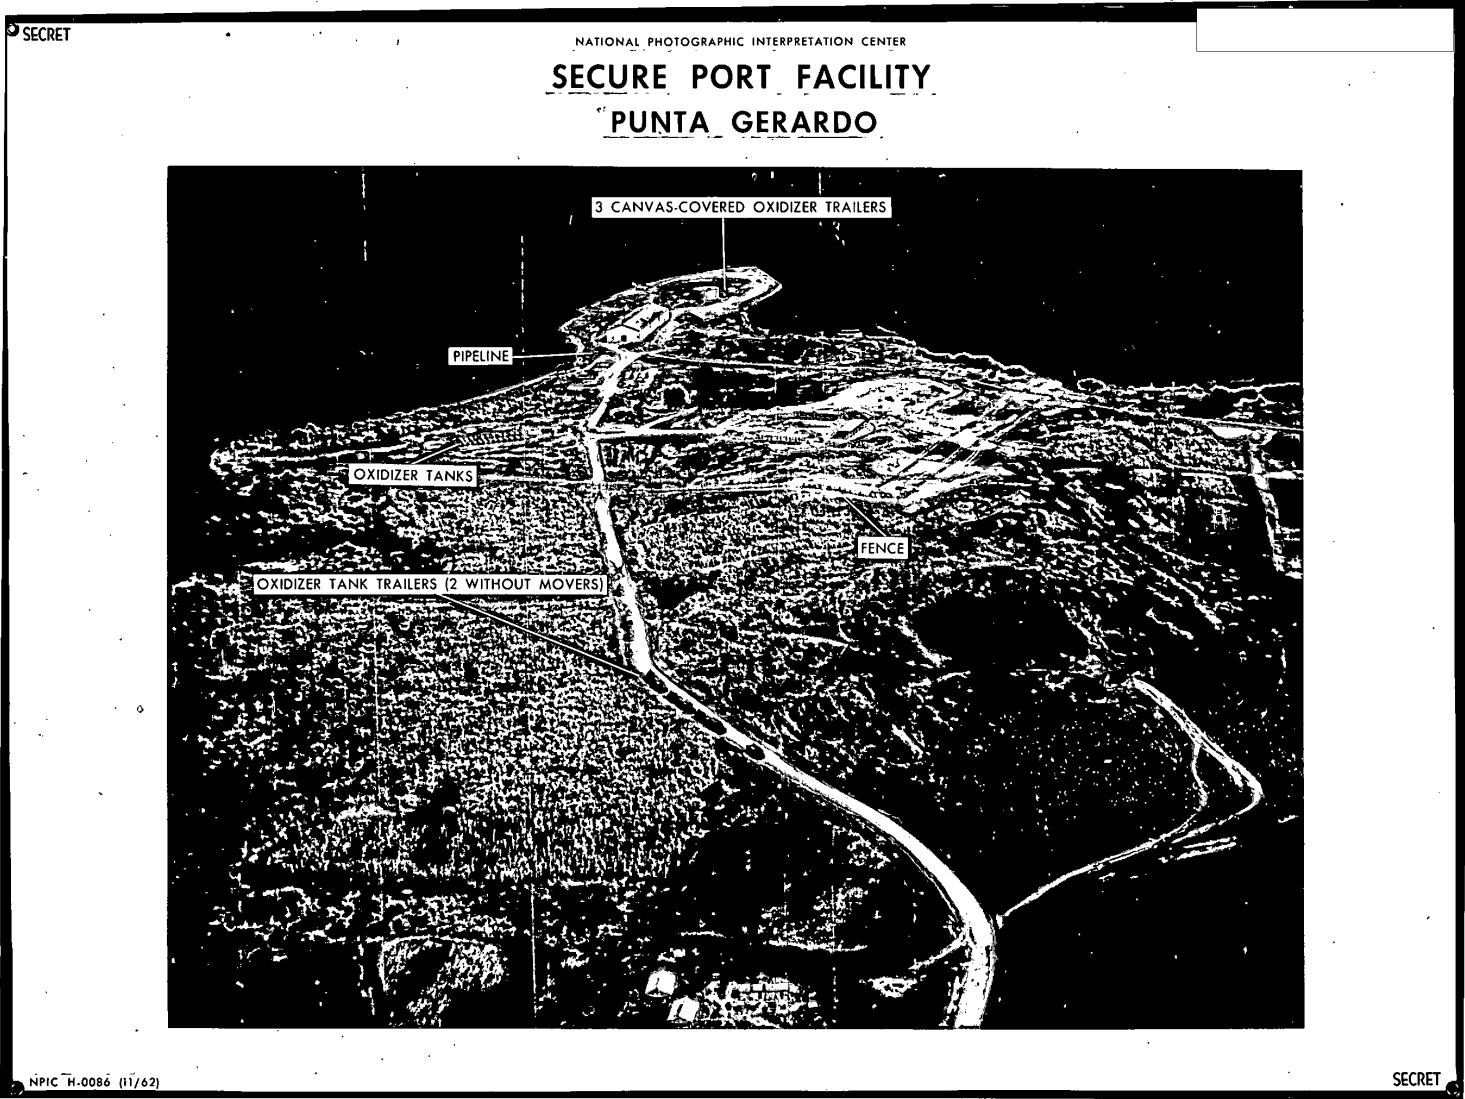 SECRET
NATIONAL PHOTOGRAPHIC INTERPRETATION CENTER
SECURE PORT FACILITY
PUNTA GERARDO
3 CANVAS-COVERED OXIDIZER TRAILERS
PIPELINE
OXIDIZER TANKS
FENCE
OXIDIZER TANK TRAILERS (2 WITHOUT MOVERS)
NPIC H-0086 (11/62)
SECRET